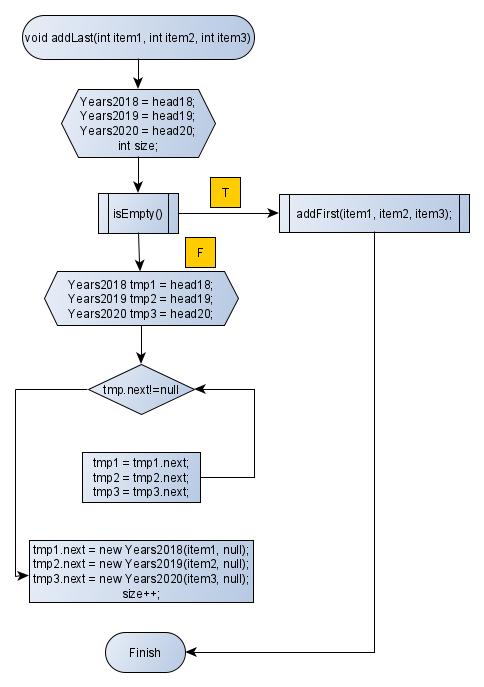 void addLast(int item1, int item2, int item3)
Years2018 = head18;
Years2019 = head19;
Years2020 = head20;
int size;
isEmpty()
T
addFirst(item1, item2, item3);
F
Years2018 tmp1 = head18;
Years2019 tmp2 = head19;
Years2020 tmp3 = head20;
tmp.next!=null
tmp1 = tmp1.next;
tmp2 = tmp2.next;
tmp3 = tmp3.next;
tmp1.next = new Years2018(item1, null);
tmp2.next = new Years2019(item2, null);
tmp3.next = new Years2020(item3, null);
size++;
Finish